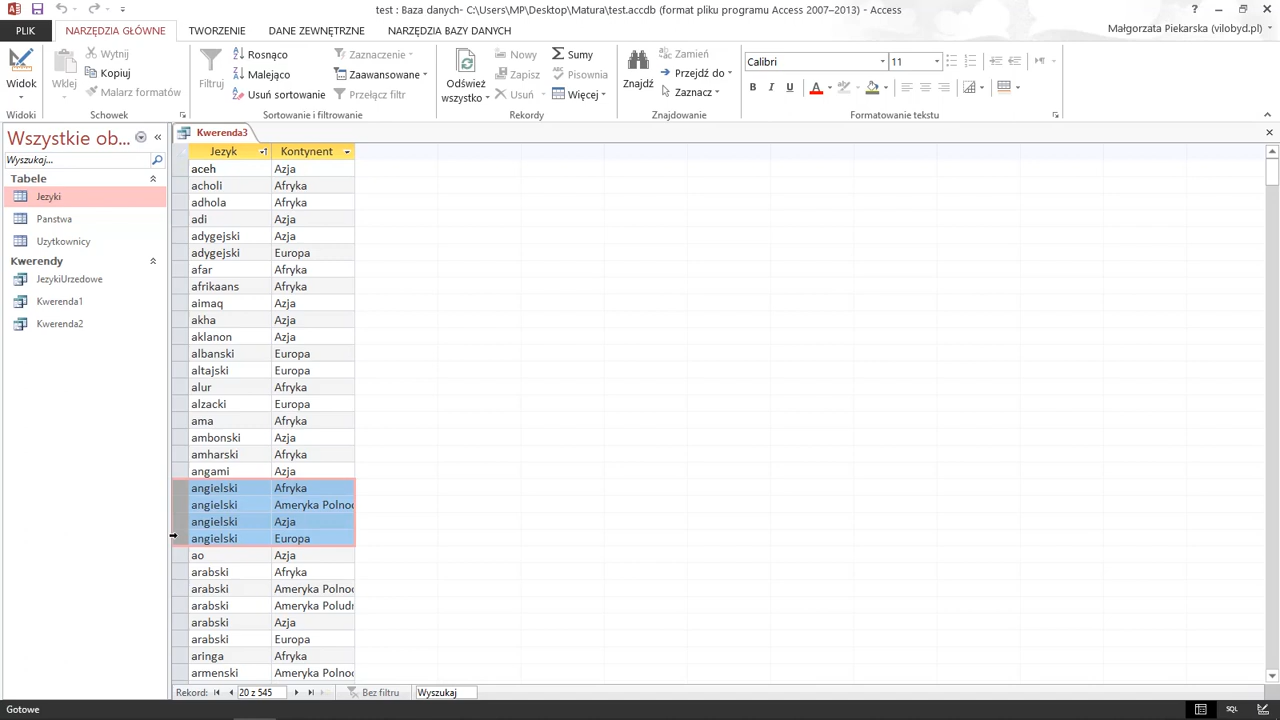 test : Baza danych- C:\Users\MP\Desktop\Matura\test.accdb (format pliku programu Access 2007–2013) - Access
PLIK NARZĘDZIA GŁÓWNE TWORZENIE DANE ZEWNĘTRZNE NARZĘDZIA BAZY DANYCH Małgorzata Piekarska (vilobyd.pl)
Widok
Widoki
Wklej
Wytnij
Kopiuj
Malarz formatów
Schowek
Filtruj
Rosnąco
Malejąco
Usuń sortowanie
Zaznaczenie
Zaawansowane
Przełącz filtr
Sortowanie i filtrowanie
Odśwież
wszystko
Nowy
Zapisz
Usuń
Sumy
Pisownia
Więcej
Rekordy
Znajdź
Zamień
Przejdź do
Zaznacz
Znajdowanie
Calibri 11
B I U A
Formatowanie tekstu
Wszystkie ob...
Wyszukaj...
Tabele
Jezyki
Panstwa
Uzytkownicy
Kwerendy
JezykiUrzedowe
Kwerenda1
Kwerenda2
Kwerenda3
Jezyk Kontynent
aceh Azja
acholi Afryka
adhola Afryka
adi Azja
adygejski Azja
adygejski Europa
afar Afryka
afrikaans Afryka
aimaq Azja
akha Azja
aklanon Azja
albanski Europa
altajski Europa
alur Afryka
alzacki Europa
ama Afryka
ambonski Azja
amharski Afryka
angami Azja
angielski Afryka
angielski Ameryka Polnoc
angielski Azja
angielski Europa
ao Azja
arabski Afryka
arabski Ameryka Polnoc
arabski Ameryka Poludn
arabski Azja
arabski Europa
aringa Afryka
armenski Ameryka Polnoc
Rekord: 20 z 545 Bez filtru Wyszukaj
Gotowe SQL